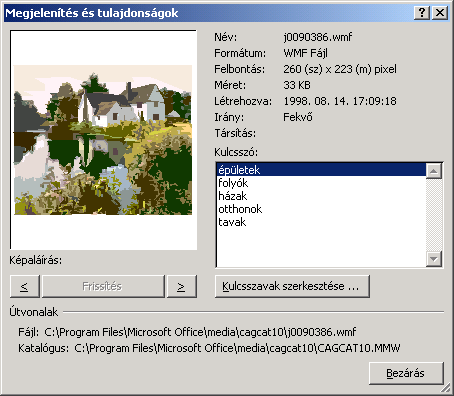 Megjelenítés és tulajdonságok
Név: j0090386.wmf
Formátum: WMF Fájl
Felbontás: 260 (sz) x 223 (m) pixel
Méret: 33 KB
Létrehozva: 1998. 08. 14. 17:09:18
Irány: Fekvő
Társítás:
Kulcsszó:
épületek
folyók
házak
otthonok
tavak
Képaláírás:
< Frissítés > Kulcsszavak szerkesztése ...
Útvonalak
Fájl: C:\Program Files\Microsoft Office\media\cagcat10\j0090386.wmf
Katalógus: C:\Program Files\Microsoft Office\media\cagcat10\CAGCAT10.MMW
Bezárás